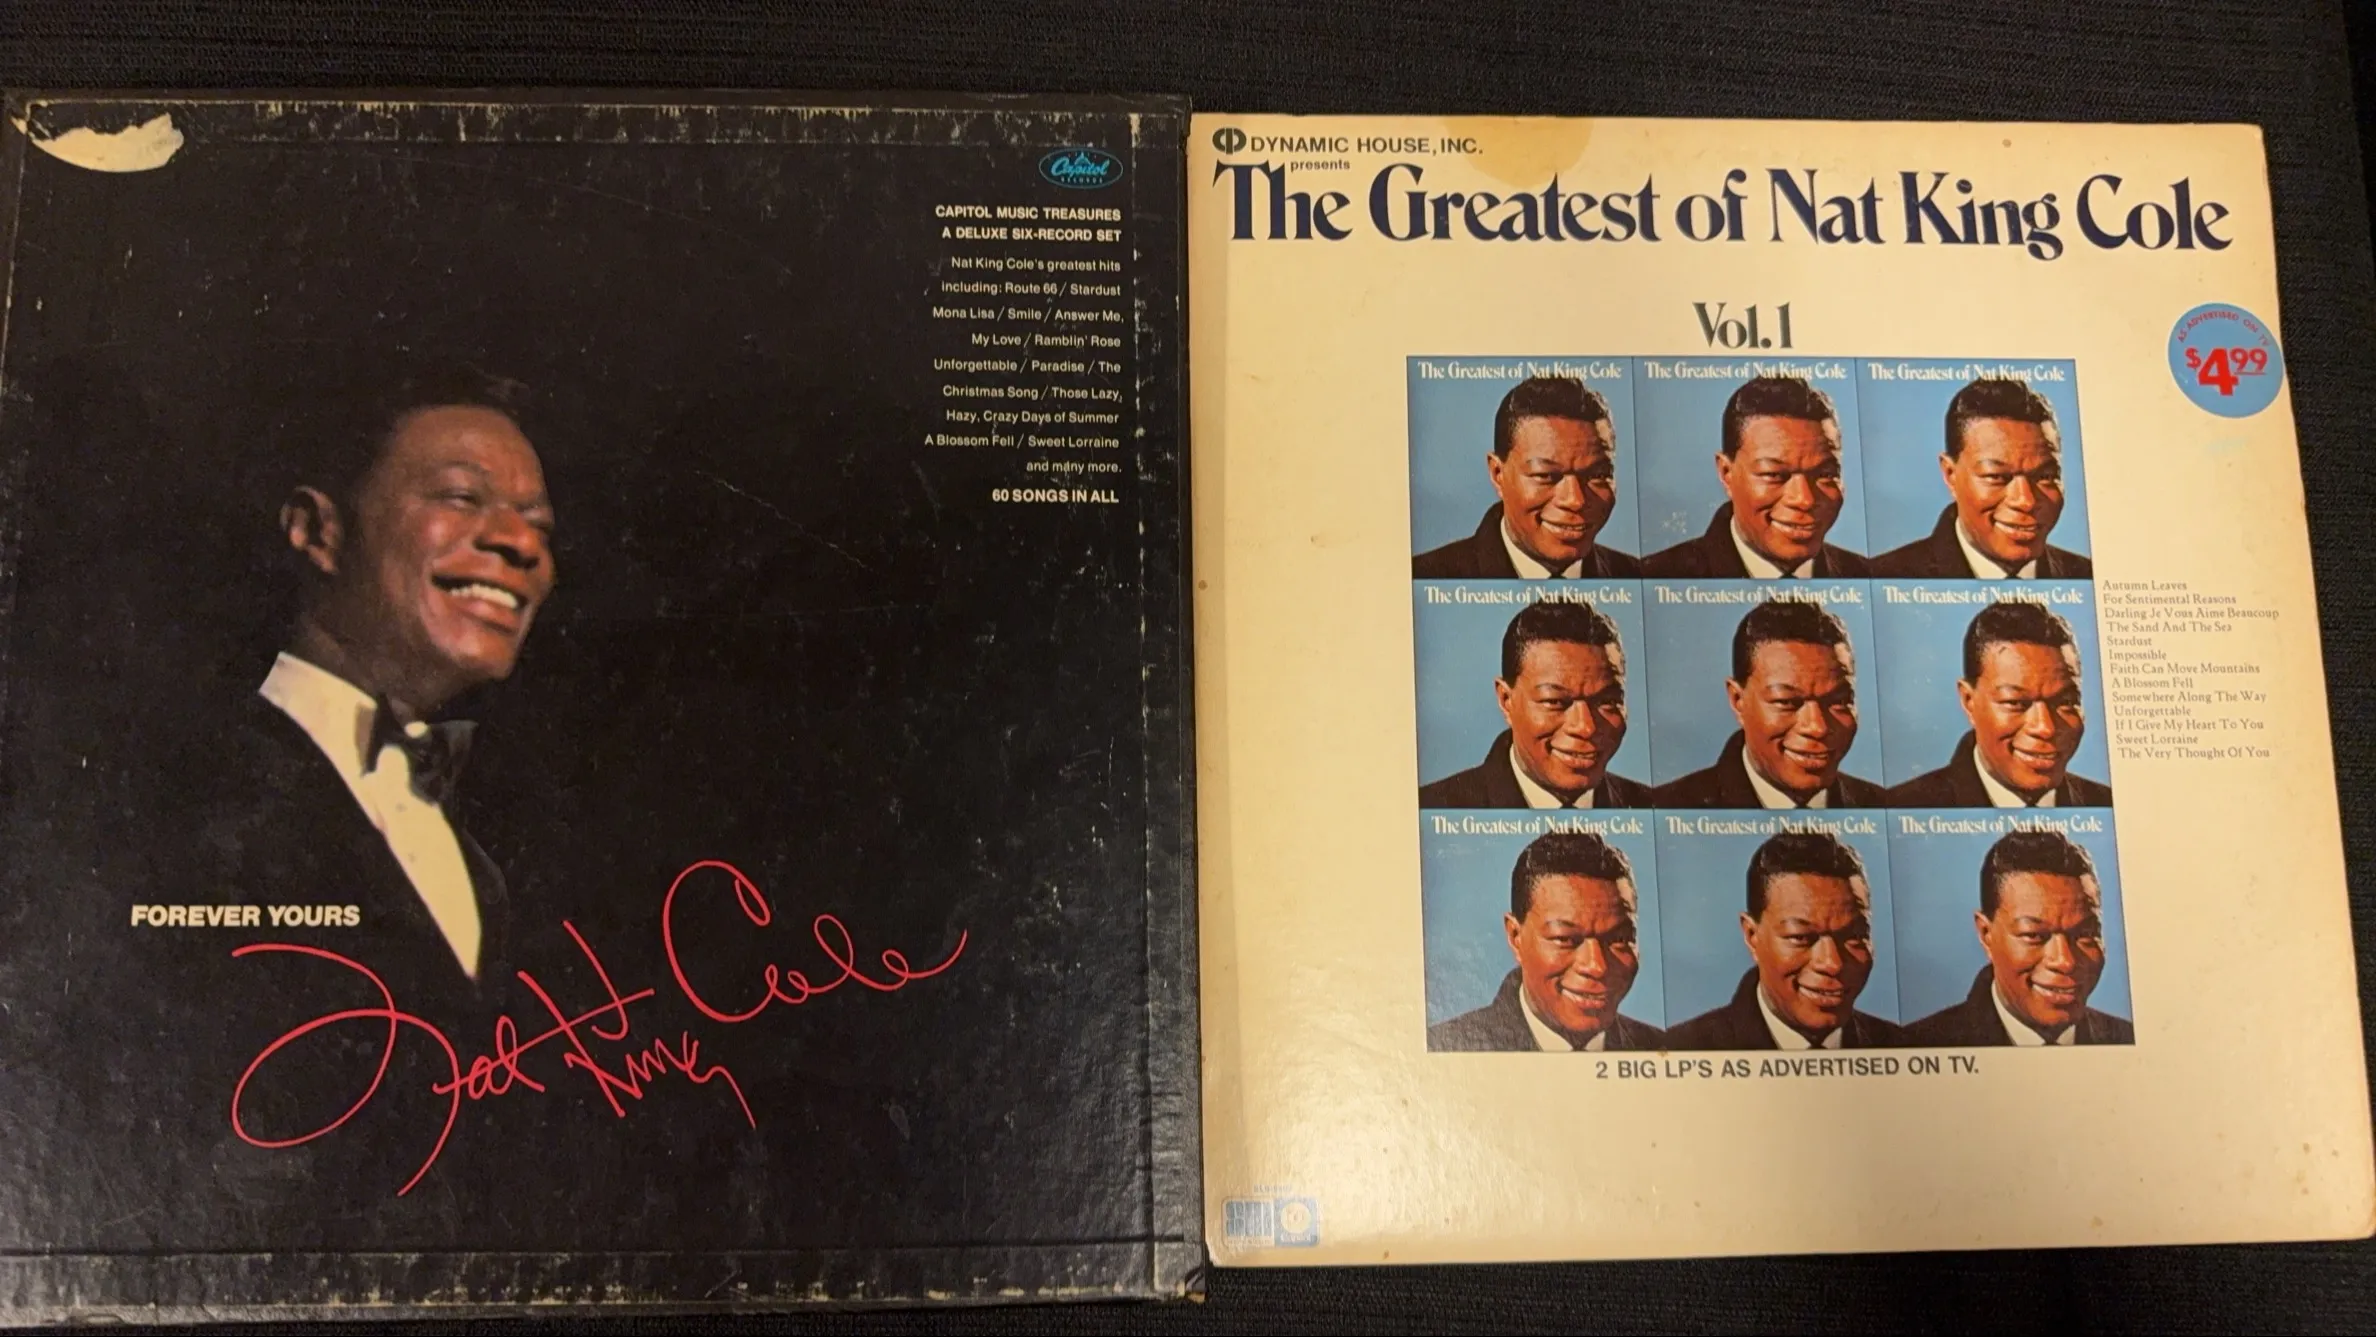 Capitol
RECORDS
CAPITOL MUSIC TREASURES
A DELUXE SIX-RECORD SET
Nat King Cole's greatest hits
including: Route 66 / Stardust
Mona Lisa / Smile / Answer Me,
My Love / Ramblin' Rose
Unforgettable / Paradise / The
Christmas Song / Those Lazy,
Hazy, Crazy Days of Summer
A Blossom Fell / Sweet Lorraine
and many more.
60 SONGS IN ALL
FOREVER YOURS
Nat King Cole
DYNAMIC HOUSE, INC.
presents
The Greatest of Nat King Cole
Vol. 1
AS ADVERTISED ON TV
$4.99
The Greatest of Nat King Cole The Greatest of Nat King Cole The Greatest of Nat King Cole
The Greatest of Nat King Cole The Greatest of Nat King Cole The Greatest of Nat King Cole
The Greatest of Nat King Cole The Greatest of Nat King Cole The Greatest of Nat King Cole
Autumn Leaves
For Sentimental Reasons
Darling Je Vous Aime Beaucoup
The Sand And The Sea
Stardust
Impossible
Faith Can Move Mountains
A Blossom Fell
Somewhere Along The Way
Unforgettable
If I Give My Heart To You
Sweet Lorraine
The Very Thought Of You
2 BIG LP'S AS ADVERTISED ON TV.